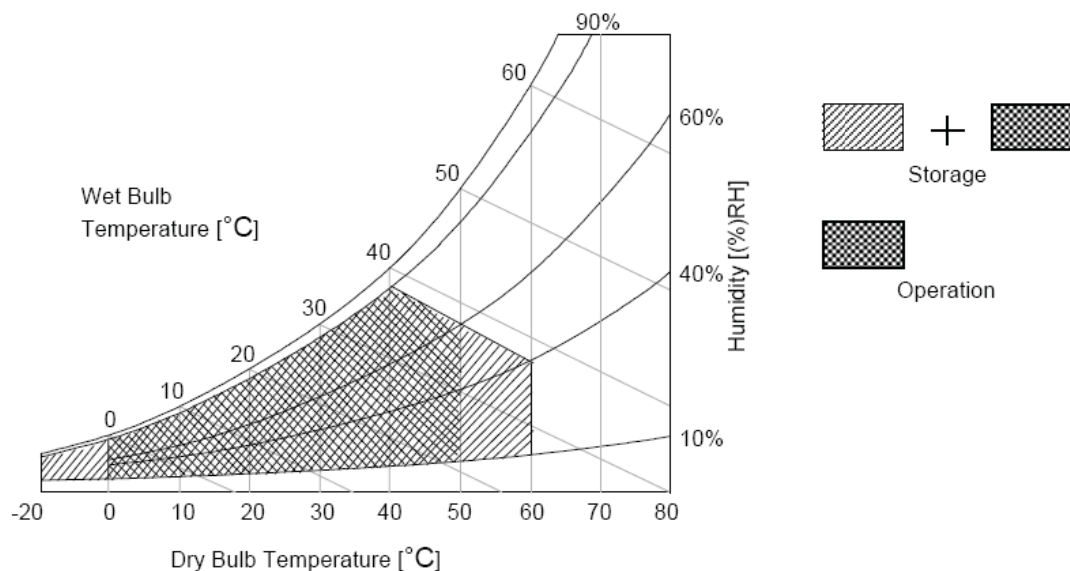 90%
60
60%
50
Wet Bulb
Temperature [°C]
40
40%
30
20
10
0
10%
Humidity [(%)RH]
-20 0 10 20 30 40 50 60 70 80
Dry Bulb Temperature [°C]
+
Storage
Operation